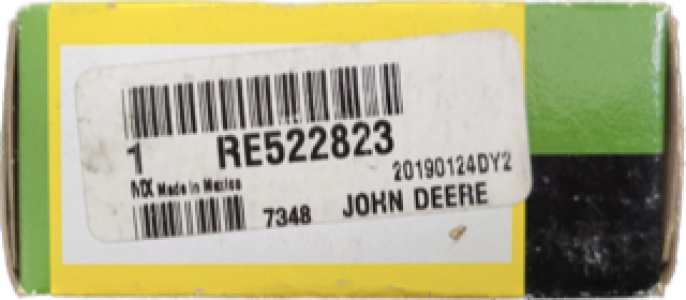 1 RE522823
20190124DY2
MX Made in Mexico
7348 JOHN DEERE